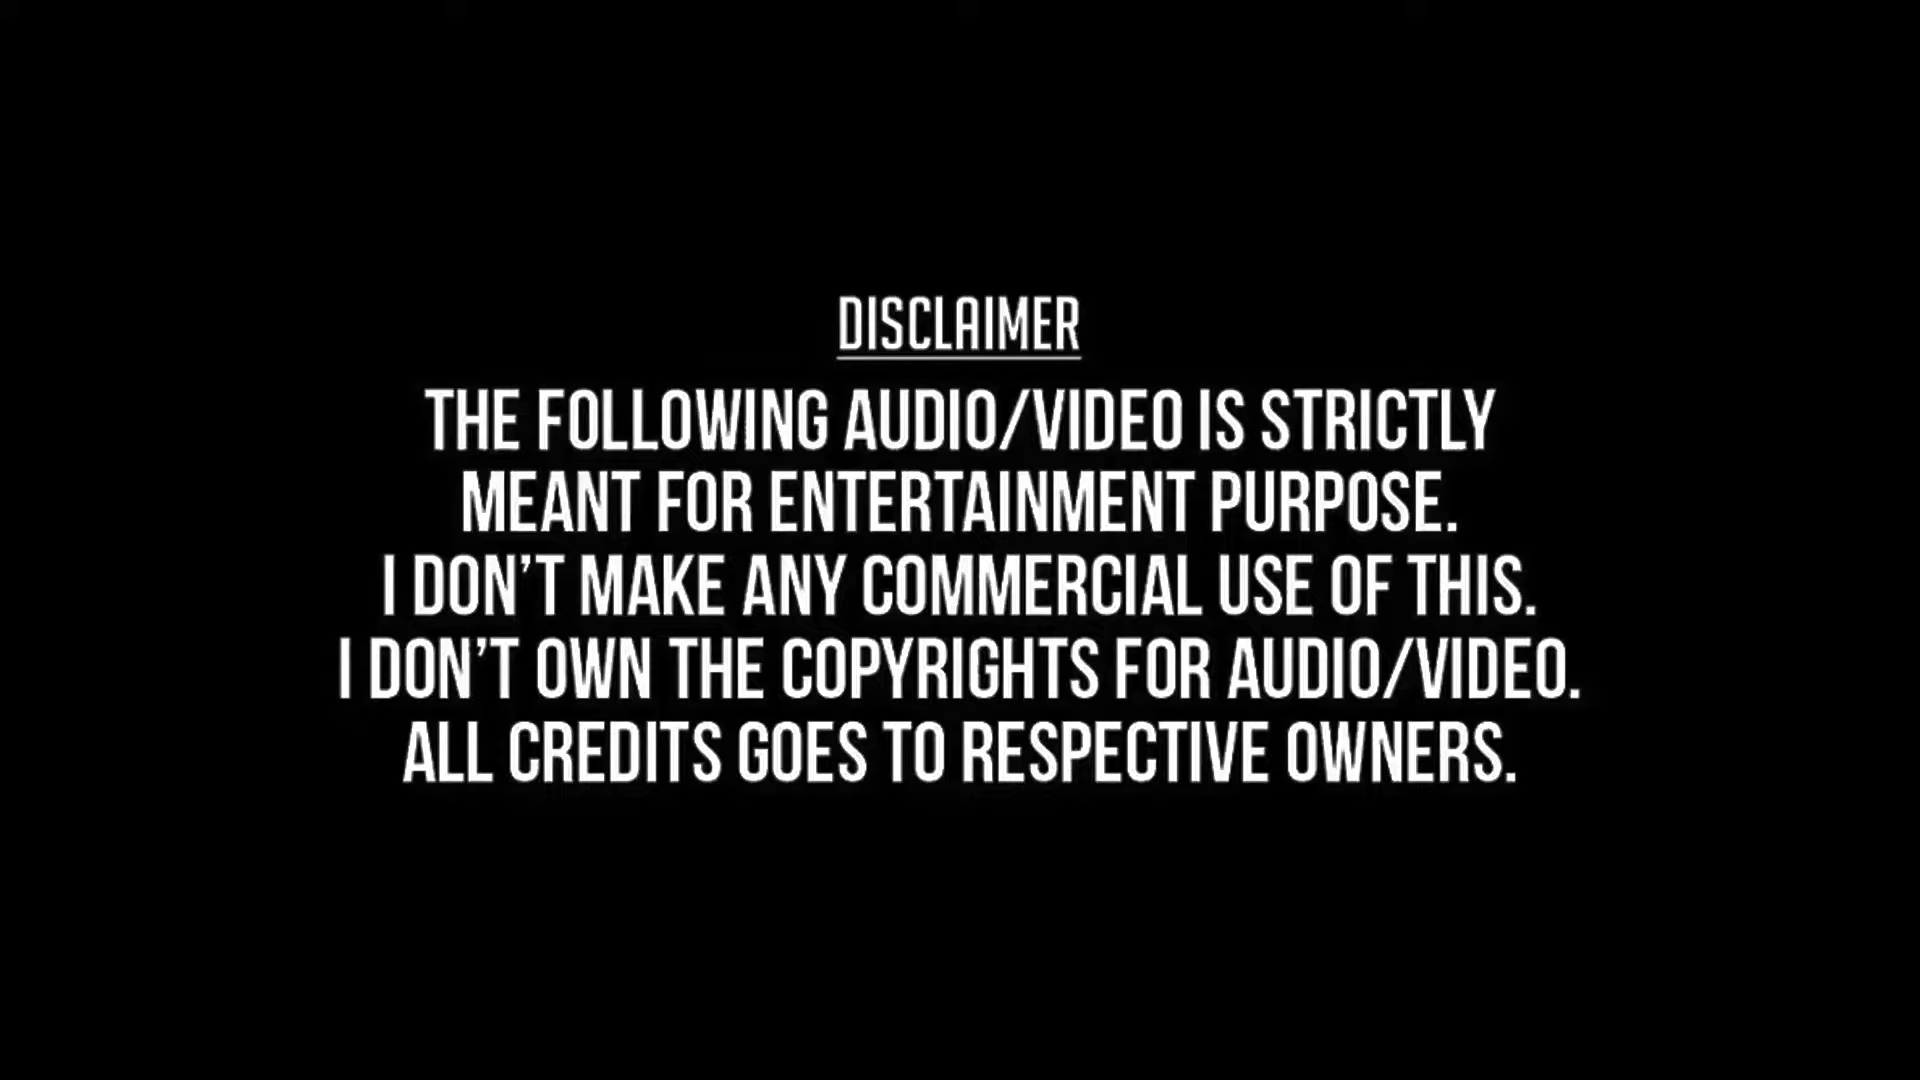 DISCLAIMER
THE FOLLOWING AUDIO/VIDEO IS STRICTLY
MEANT FOR ENTERTAINMENT PURPOSE.
I DON’T MAKE ANY COMMERCIAL USE OF THIS.
I DON’T OWN THE COPYRIGHTS FOR AUDIO/VIDEO.
ALL CREDITS GOES TO RESPECTIVE OWNERS.